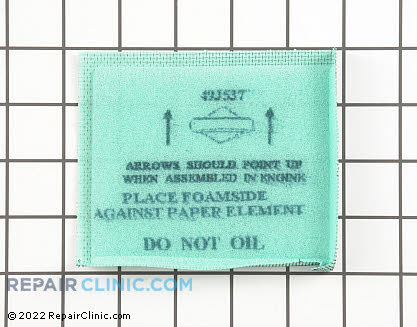 493537
ARROWS SHOULD POINT UP
WHEN ASSEMBLED IN ENGINE
PLACE FOAMSIDE
AGAINST PAPER ELEMENT
DO NOT OIL
REPAIRCLINIC.COM
©2022 RepairClinic.com